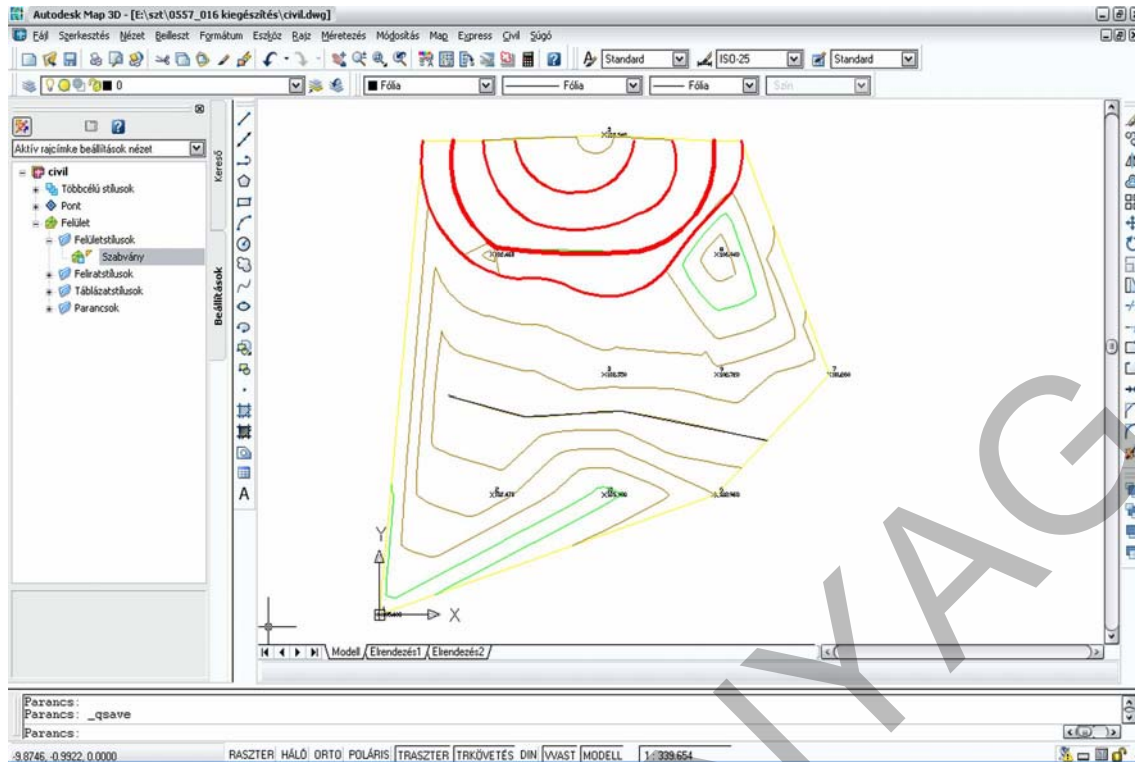 Autodesk Map 3D - [E:\szt\0557_016 kiegészítés\civil.dwg]
Fájl Szerkesztés Nézet Beilleszt Formátum Eszköz Rajz Méretezés Módosítás Map Express Civil Súgó
Standard ISO-25 Standard
0 Fólia Fólia Fólia Szín
Aktív rajzcímke beállítások nézet
civil
Többcélú stílusok
Pont
Felület
Felületstílusok
Szabvány
Feliratstílusok
Táblázatstílusok
Parancsok
Kereső
Beállítások
A
7
Y
X
Modell Elrendezés1 Elrendezés2
Parancs:
Parancs: _qsave
Parancs:
-9.8746, -0.9922, 0.0000 RASZTER HÁLÓ ORTO POLÁRIS TRASZTER TRKÖVETÉS DIN VVAST MODELL 1: 339.654
NYAG